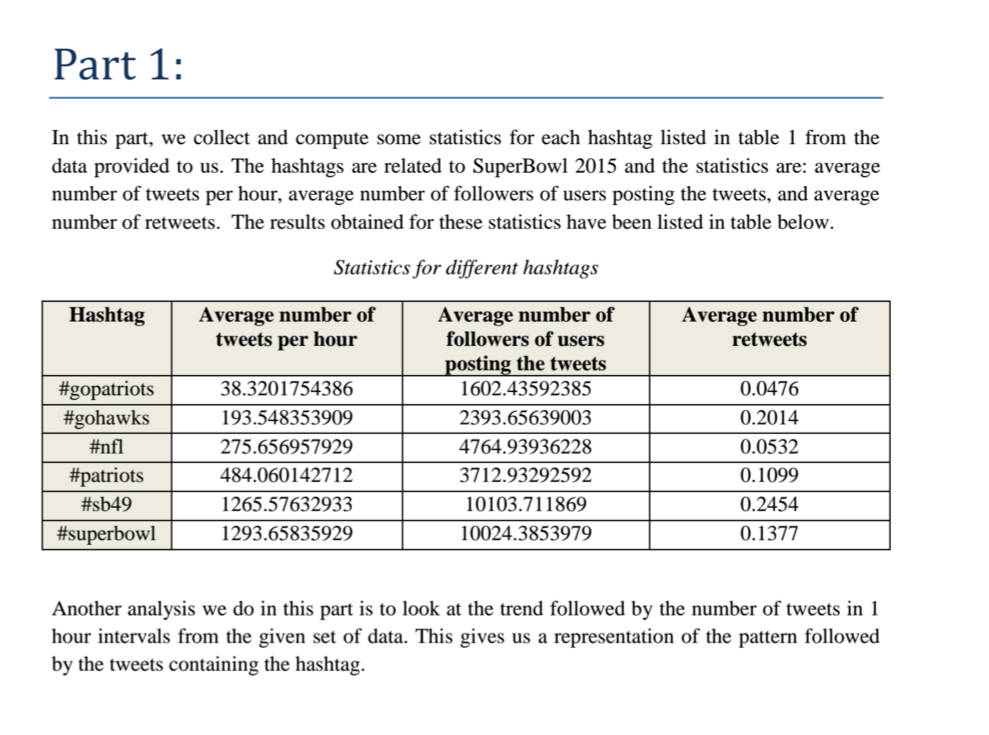 Part 1:
In this part, we collect and compute some statistics for each hashtag listed in table 1 from the
data provided to us. The hashtags are related to SuperBowl 2015 and the statistics are: average
number of tweets per hour, average number of followers of users posting the tweets, and average
number of retweets.  The results obtained for these statistics have been listed in table below.
Statistics for different hashtags
Hashtag Average number of tweets per hour Average number of followers of users posting the tweets Average number of retweets
#gopatriots 38.3201754386 1602.43592385 0.0476
#gohawks 193.548353909 2393.65639003 0.2014
#nfl 275.656957929 4764.93936228 0.0532
#patriots 484.060142712 3712.93292592 0.1099
#sb49 1265.57632933 10103.711869 0.2454
#superbowl 1293.65835929 10024.3853979 0.1377
Another analysis we do in this part is to look at the trend followed by the number of tweets in 1
hour intervals from the given set of data. This gives us a representation of the pattern followed
by the tweets containing the hashtag.